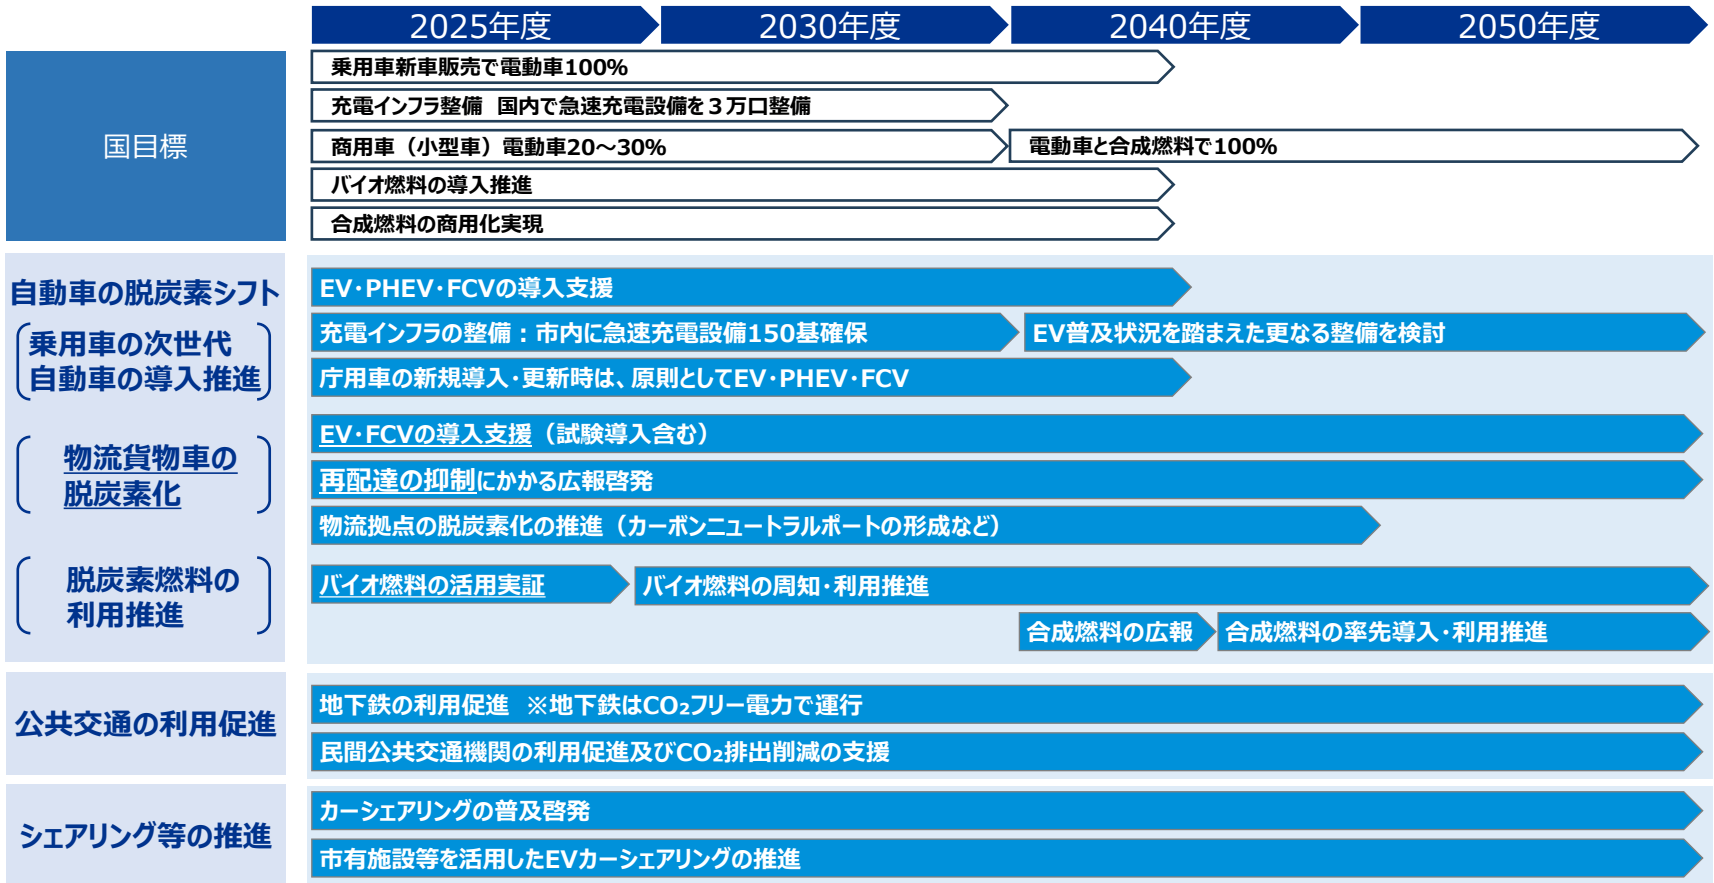 2025年度
2030年度
2040年度
2050年度
国目標
乗用車新車販売で電動車100%
充電インフラ整備 国内で急速充電設備を３万口整備
商用車（小型車）電動車20～30%
電動車と合成燃料で100%
バイオ燃料の導入推進
合成燃料の商用化実現
自動車の脱炭素シフト
乗用車の次世代
自動車の導入推進
EV・PHEV・FCVの導入支援
充電インフラの整備：市内に急速充電設備150基確保
EV普及状況を踏まえた更なる整備を検討
庁用車の新規導入・更新時は、原則としてEV・PHEV・FCV
物流貨物車の
脱炭素化
EV・FCVの導入支援（試験導入含む）
再配達の抑制にかかる広報啓発
物流拠点の脱炭素化の推進（カーボンニュートラルポートの形成など）
脱炭素燃料の
利用推進
バイオ燃料の活用実証
バイオ燃料の周知・利用推進
合成燃料の広報
合成燃料の率先導入・利用推進
公共交通の利用促進
地下鉄の利用促進 ※地下鉄はCO₂フリー電力で運行
民間公共交通機関の利用促進及びCO₂排出削減の支援
シェアリング等の推進
カーシェアリングの普及啓発
市有施設等を活用したEVカーシェアリングの推進